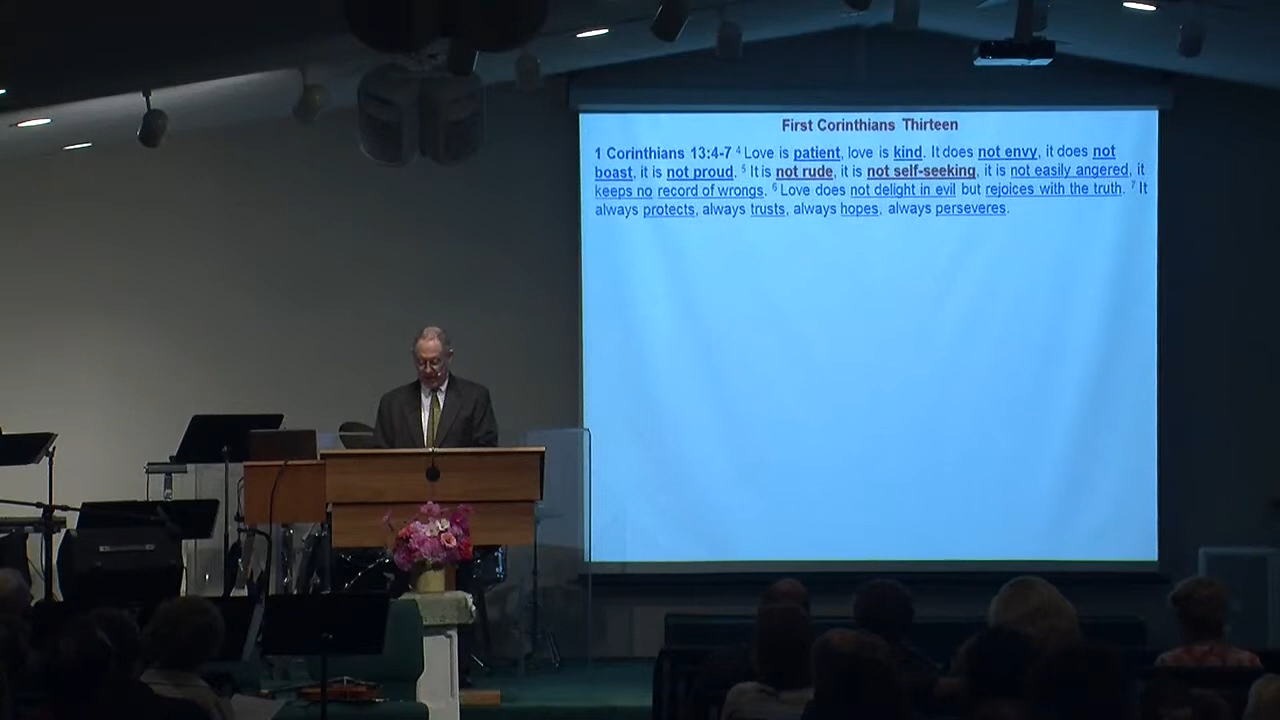 First Corinthians Thirteen
1 Corinthians 13:4-7 ⁴ Love is patient, love is kind. It does not envy, it does not
boast, it is not proud. ⁵ It is not rude, it is not self-seeking, it is not easily angered, it
keeps no record of wrongs. ⁶ Love does not delight in evil but rejoices with the truth. ⁷ It
always protects, always trusts, always hopes, always perseveres.